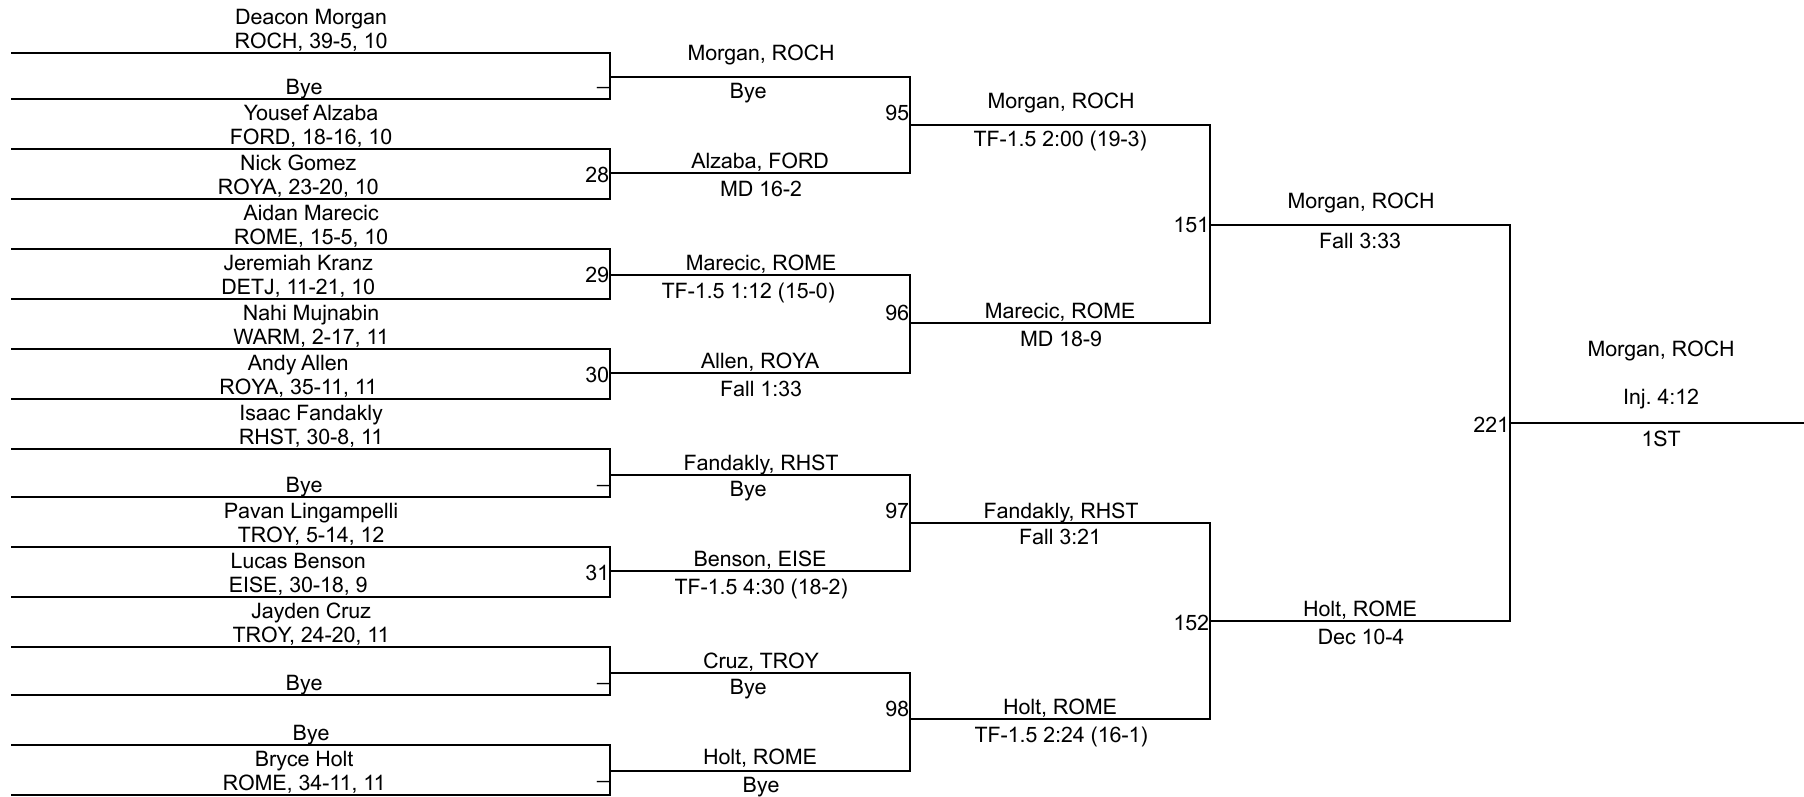 Deacon Morgan
ROCH, 39-5, 10
Bye
Yousef Alzaba
FORD, 18-16, 10
Nick Gomez
ROYA, 23-20, 10
28
Aidan Marecic
ROME, 15-5, 10
Jeremiah Kranz
DETJ, 11-21, 10
29
Nahi Mujnabin
WARM, 2-17, 11
Andy Allen
ROYA, 35-11, 11
30
Isaac Fandakly
RHST, 30-8, 11
Bye
Pavan Lingampelli
TROY, 5-14, 12
Lucas Benson
EISE, 30-18, 9
31
Jayden Cruz
TROY, 24-20, 11
Bye
Bye
Bryce Holt
ROME, 34-11, 11
Morgan, ROCH
Bye
95
Alzaba, FORD
MD 16-2
Marecic, ROME
TF-1.5 1:12 (15-0)
96
Allen, ROYA
Fall 1:33
Fandakly, RHST
Bye
97
Benson, EISE
TF-1.5 4:30 (18-2)
Cruz, TROY
Bye
98
Holt, ROME
Bye
Morgan, ROCH
TF-1.5 2:00 (19-3)
151
Marecic, ROME
MD 18-9
Fandakly, RHST
Fall 3:21
152
Holt, ROME
TF-1.5 2:24 (16-1)
Morgan, ROCH
Fall 3:33
221
Holt, ROME
Dec 10-4
Morgan, ROCH
Inj. 4:12
1ST